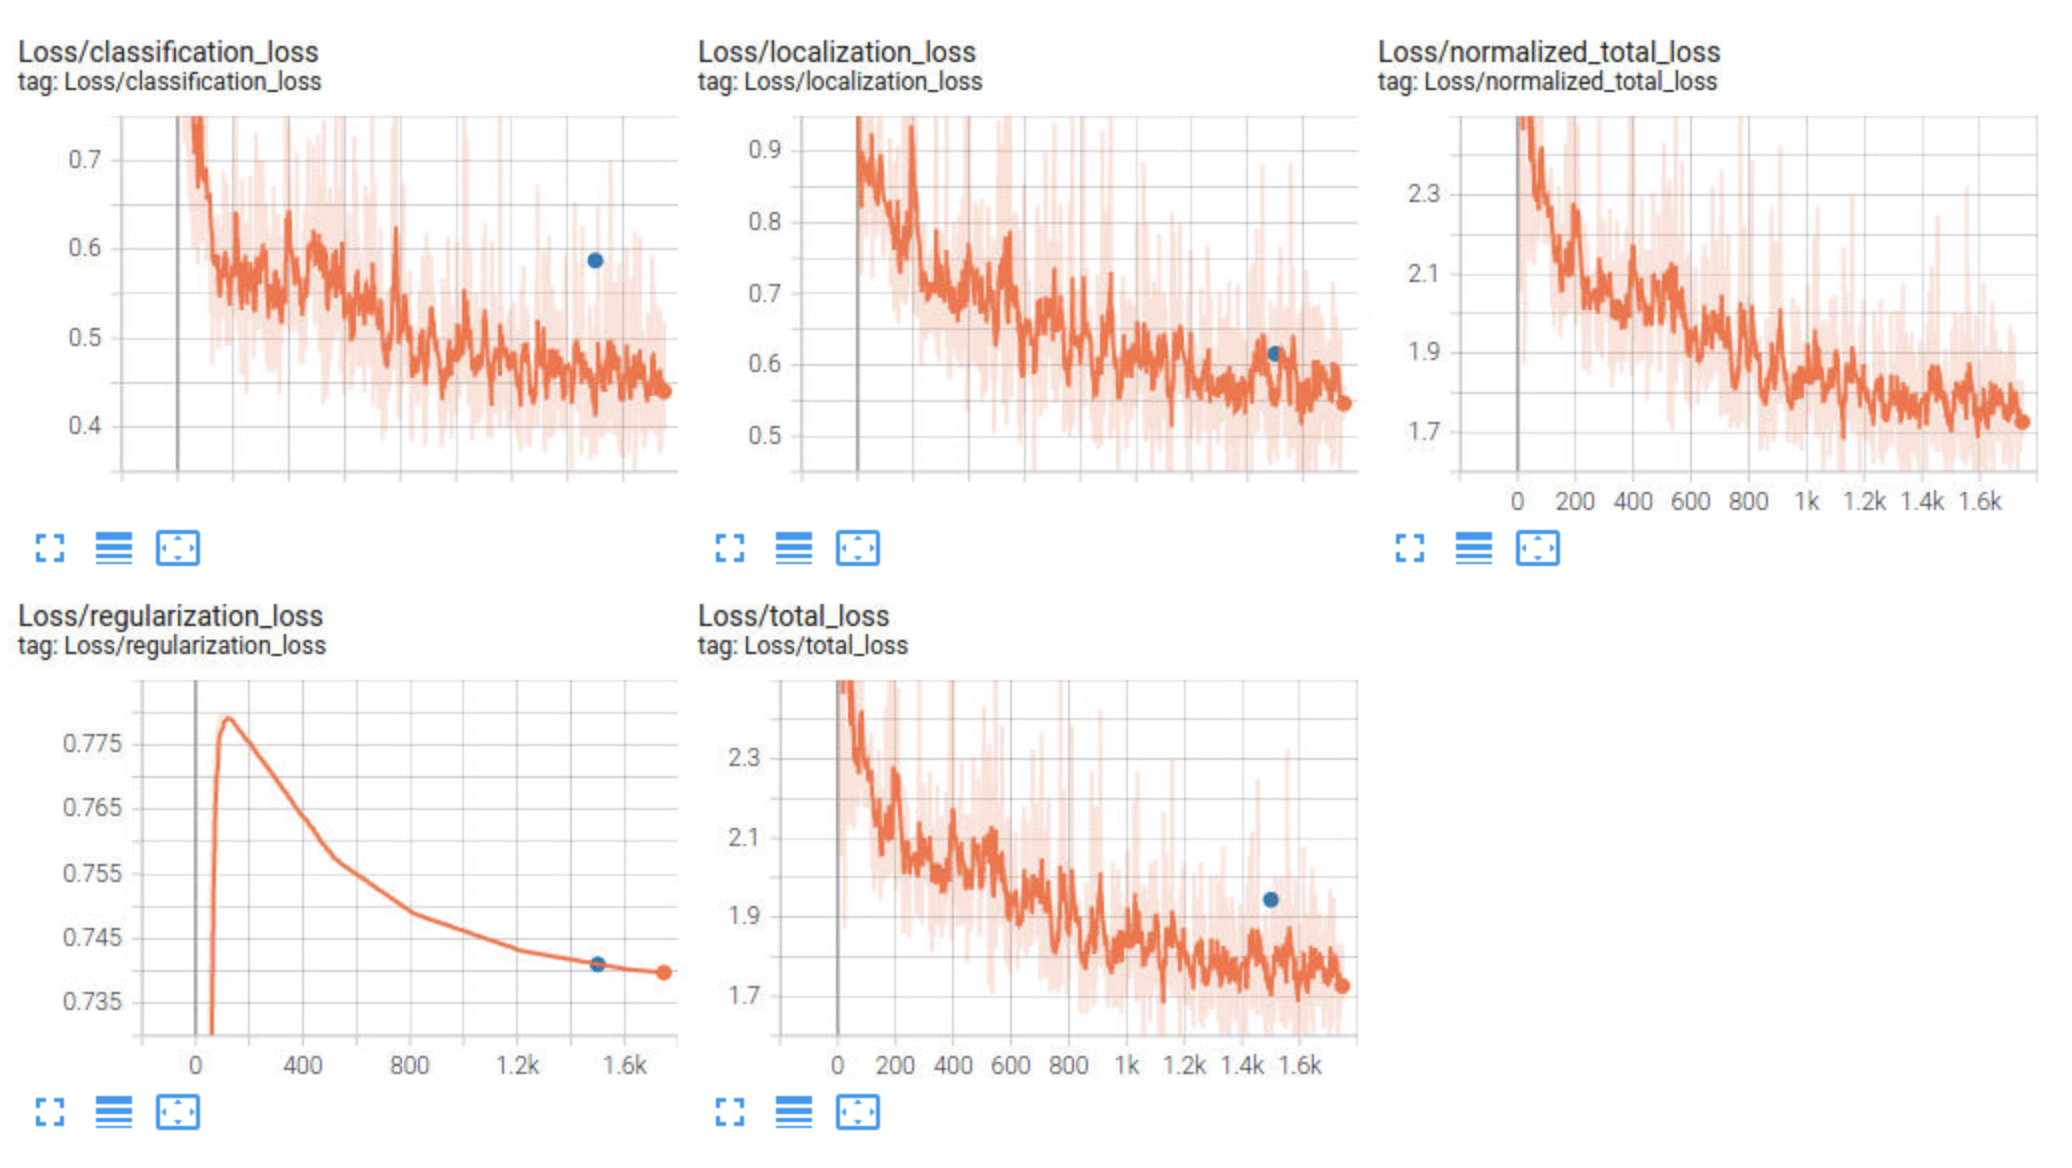 Loss/classification_loss
tag: Loss/classification_loss
0.7
0.6
0.5
0.4
Loss/localization_loss
tag: Loss/localization_loss
0.9
0.8
0.7
0.6
0.5
Loss/normalized_total_loss
tag: Loss/normalized_total_loss
2.3
2.1
1.9
1.7
0 200 400 600 800 1k 1.2k 1.4k 1.6k
Loss/regularization_loss
tag: Loss/regularization_loss
0.775
0.765
0.755
0.745
0.735
0 400 800 1.2k 1.6k
Loss/total_loss
tag: Loss/total_loss
2.3
2.1
1.9
1.7
0 200 400 600 800 1k 1.2k 1.4k 1.6k